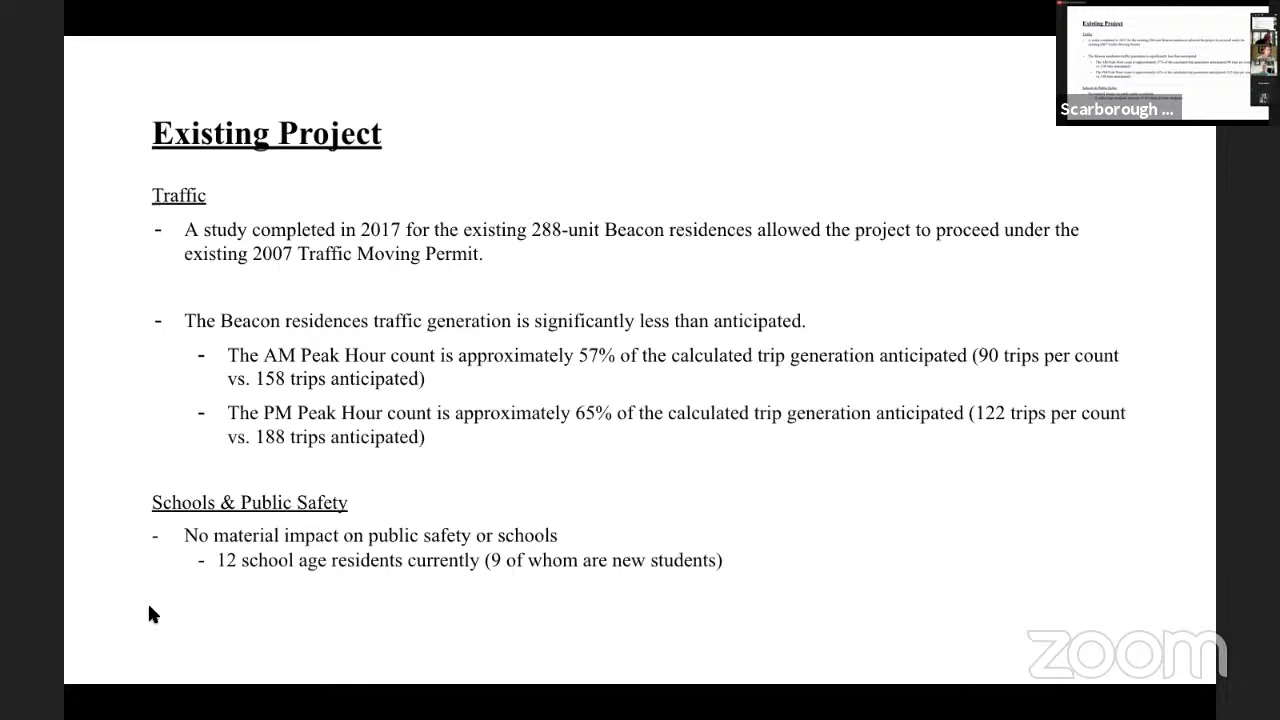 Existing Project
Traffic
- A study completed in 2017 for the existing 288-unit Beacon residences allowed the project to proceed under the
existing 2007 Traffic Moving Permit.
- The Beacon residences traffic generation is significantly less than anticipated.
- The AM Peak Hour count is approximately 57% of the calculated trip generation anticipated (90 trips per count
vs. 158 trips anticipated)
- The PM Peak Hour count is approximately 65% of the calculated trip generation anticipated (122 trips per count
vs. 188 trips anticipated)
Schools & Public Safety
- No material impact on public safety or schools
- 12 school age residents currently (9 of whom are new students)
Existing Project
Scarborough ...
zoom